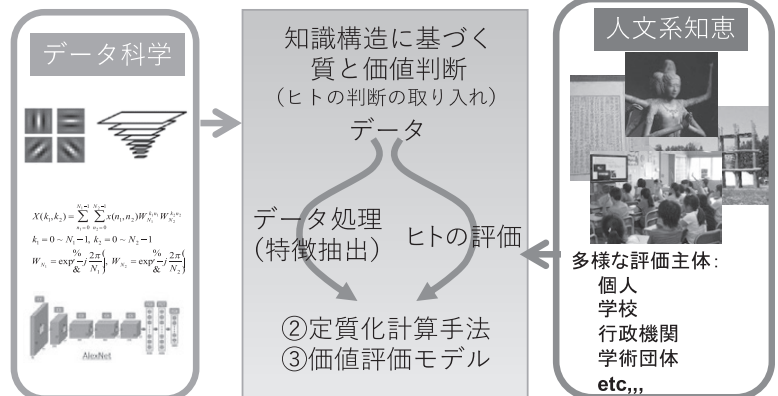 データ科学
X(k₁,k₂) = Σ Σ x(n₁,n₂)W
k₁ = 0 ~ N₁−1, k₂ = 0 ~ N₂−1
AlexNet
知識構造に基づく
質と価値判断
(ヒトの判断の取り入れ)
データ
データ処理
(特徴抽出)
ヒトの評価
②定質化計算手法
③価値評価モデル
人文系知恵
多様な評価主体:
個人
学校
行政機関
学術団体
etc,,,